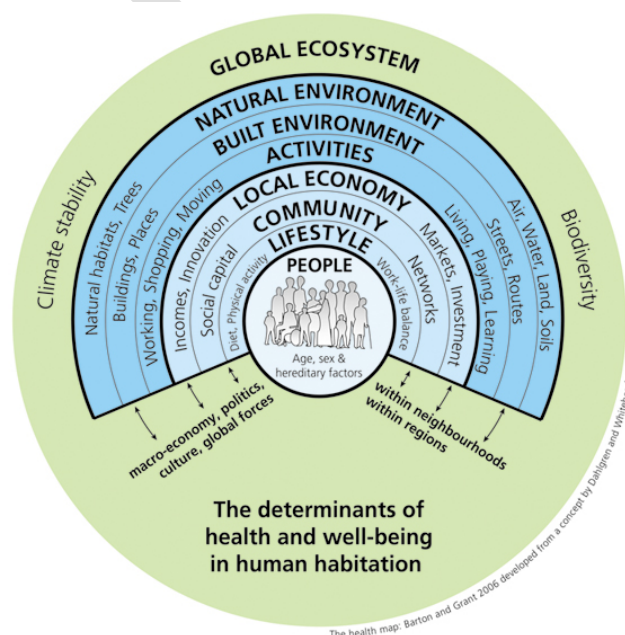 GLOBAL ECOSYSTEM
NATURAL ENVIRONMENT
BUILT ENVIRONMENT
ACTIVITIES
LOCAL ECONOMY
COMMUNITY
LIFESTYLE
PEOPLE
Age, sex &
hereditary factors
Climate stability
Natural habitats, Trees
Buildings, Places
Working, Shopping, Moving
Incomes, Innovation
Social capital
Diet, Physical activity
Work-life balance
Networks
Markets, Investment
Living, Playing, Learning
Streets, Routes
Air, Water, Land, Soils
Biodiversity
macro-economy, politics,
culture, global forces
within neighbourhoods
within regions
The determinants of
health and well-being
in human habitation
The health map: Barton and Grant 2006 developed from a concept by Dahlgren and